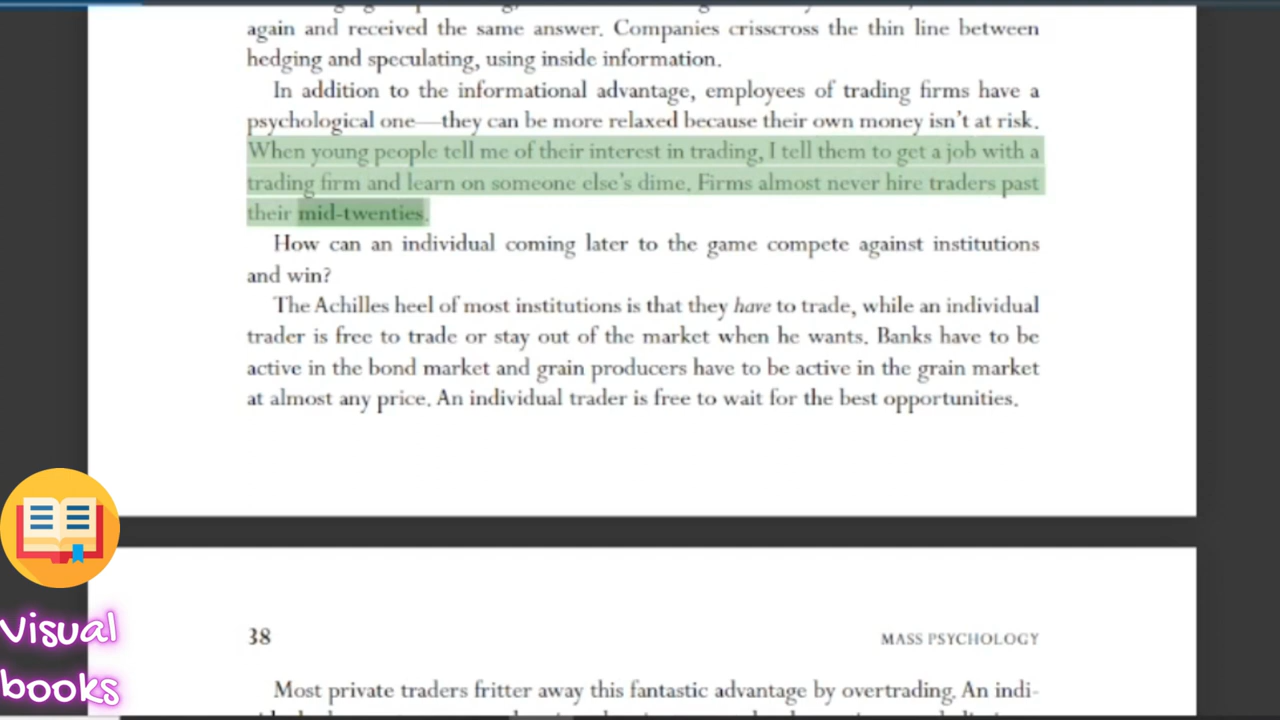 again and received the same answer. Companies crisscross the thin line between
hedging and speculating, using inside information.
In addition to the informational advantage, employees of trading firms have a
psychological one—they can be more relaxed because their own money isn't at risk.
When young people tell me of their interest in trading, I tell them to get a job with a
trading firm and learn on someone else's dime. Firms almost never hire traders past
their mid-twenties.
How can an individual coming later to the game compete against institutions
and win?
The Achilles heel of most institutions is that they have to trade, while an individual
trader is free to trade or stay out of the market when he wants. Banks have to be
active in the bond market and grain producers have to be active in the grain market
at almost any price. An individual trader is free to wait for the best opportunities.
Visual
books
38 MASS PSYCHOLOGY
Most private traders fritter away this fantastic advantage by overtrading. An indi-